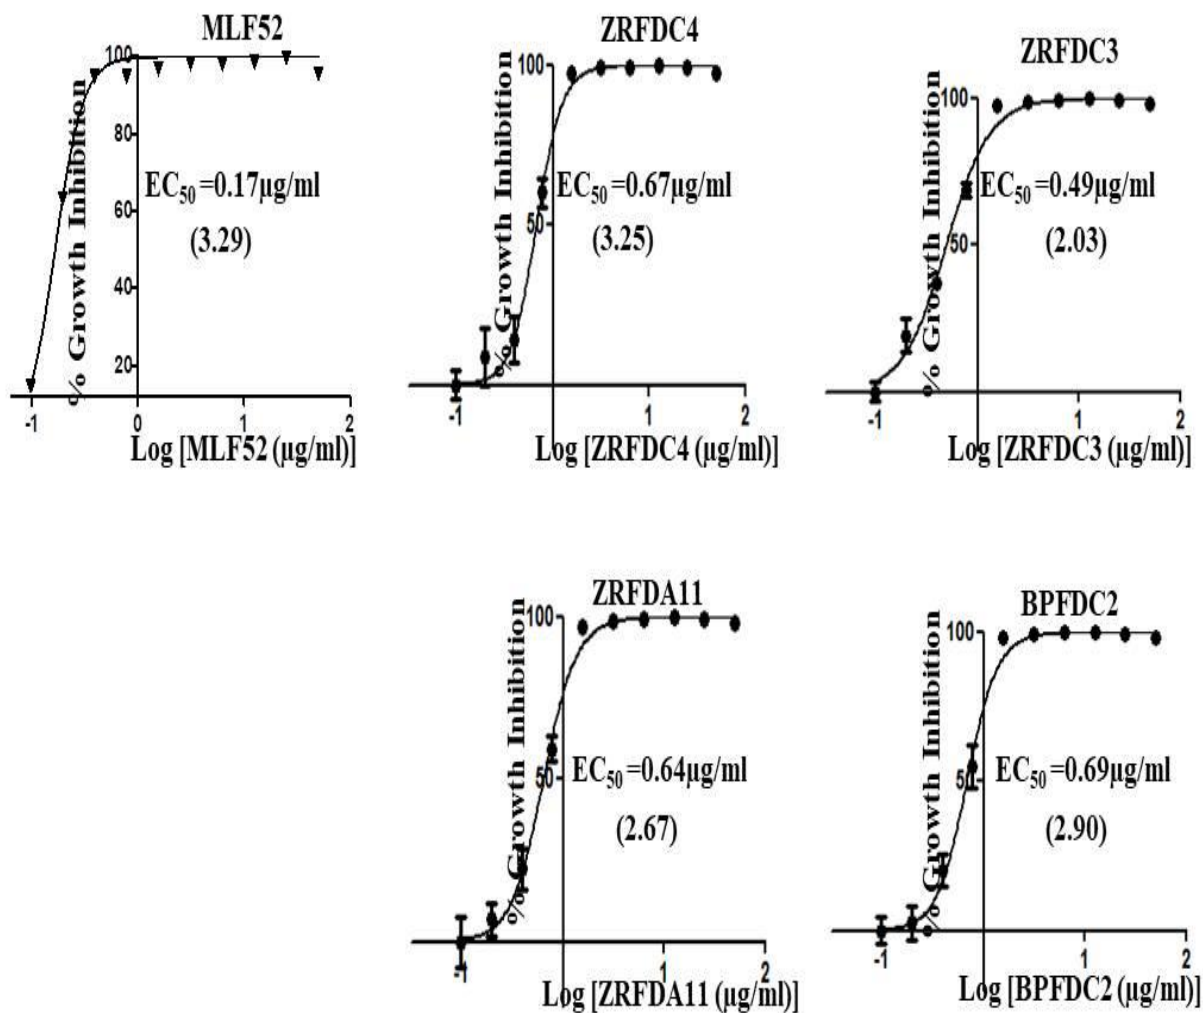 MLF52
% Growth Inhibition
100
80
60
40
20
EC50 =0.17µg/ml
(3.29)
-1 0 1 2
Log [MLF52 (µg/ml)]
ZRFDC4
% Growth Inhibition
100
50
EC50 =0.67µg/ml
(3.25)
-1 1 2
Log [ZRFDC4 (µg/ml)]
ZRFDC3
% Growth Inhibition
100
50
EC50 =0.49µg/ml
(2.03)
-1 1 2
Log [ZRFDC3 (µg/ml)]
ZRFDA11
% Growth Inhibition
100
50
EC50 =0.64µg/ml
(2.67)
-1 1 2
Log [ZRFDA11 (µg/ml)]
BPFDC2
% Growth Inhibition
100
50
EC50 =0.69µg/ml
(2.90)
-1 1 2
Log [BPFDC2 (µg/ml)]